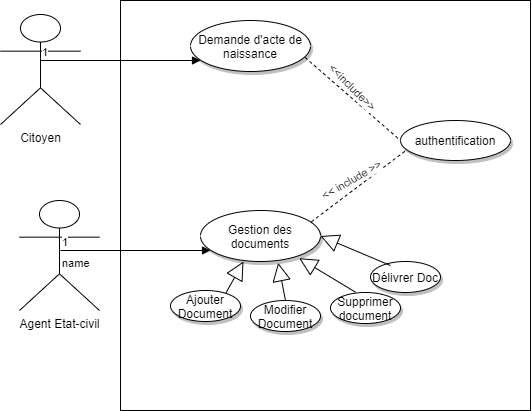 1
Citoyen
Demande d'acte de
naissance
<<include>>
authentification
<< include >>
1
name
Agent Etat-civil
Gestion des
documents
Délivrer Doc
Ajouter
Document
Modifier
Document
Supprimer
document